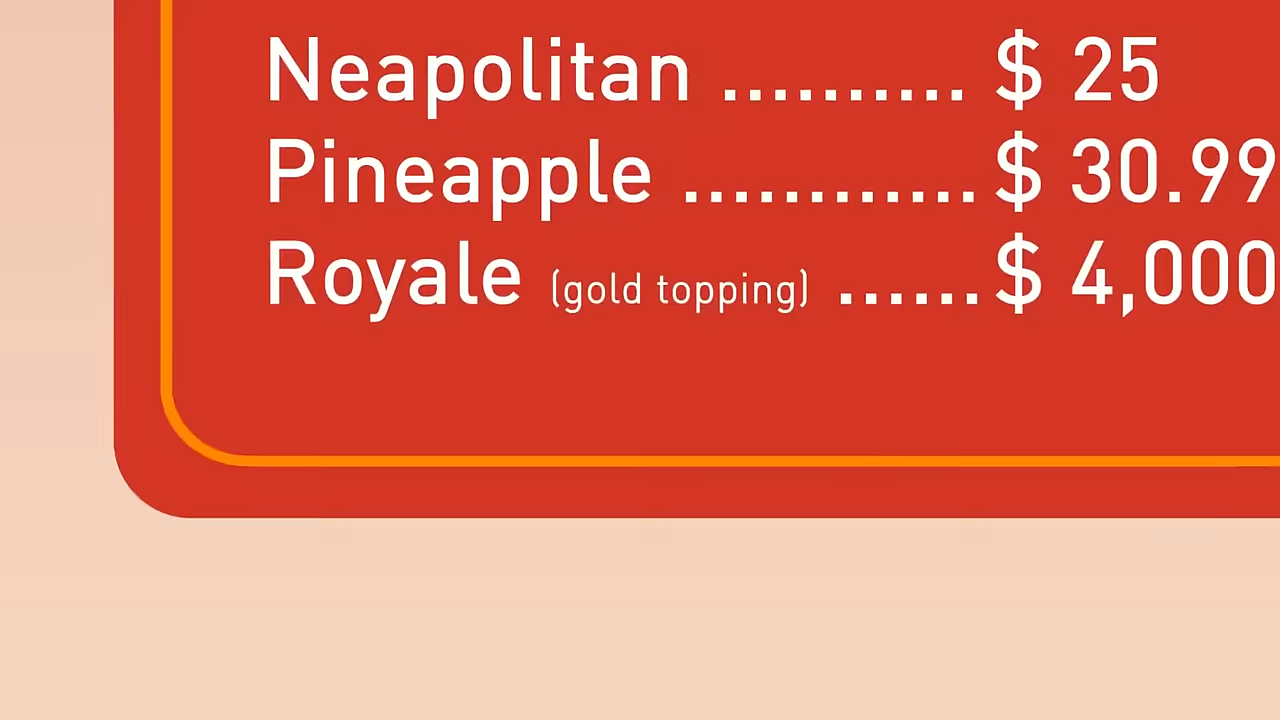 Neapolitan .......... $ 25
Pineapple ............ $ 30.99
Royale (gold topping) ...... $ 4,000